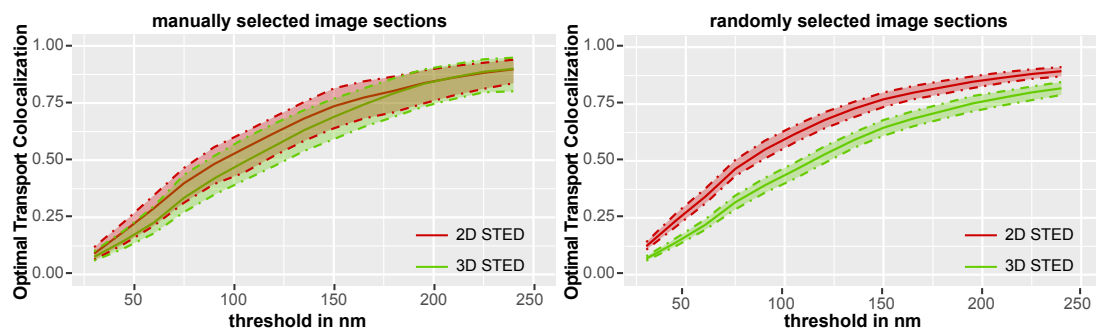 manually selected image sections
Optimal Transport Colocalization
1.00
0.75
0.50
0.25
0.00
2D STED
3D STED
50
100
150
200
250
threshold in nm
randomly selected image sections
Optimal Transport Colocalization
1.00
0.75
0.50
0.25
0.00
2D STED
3D STED
50
100
150
200
250
threshold in nm